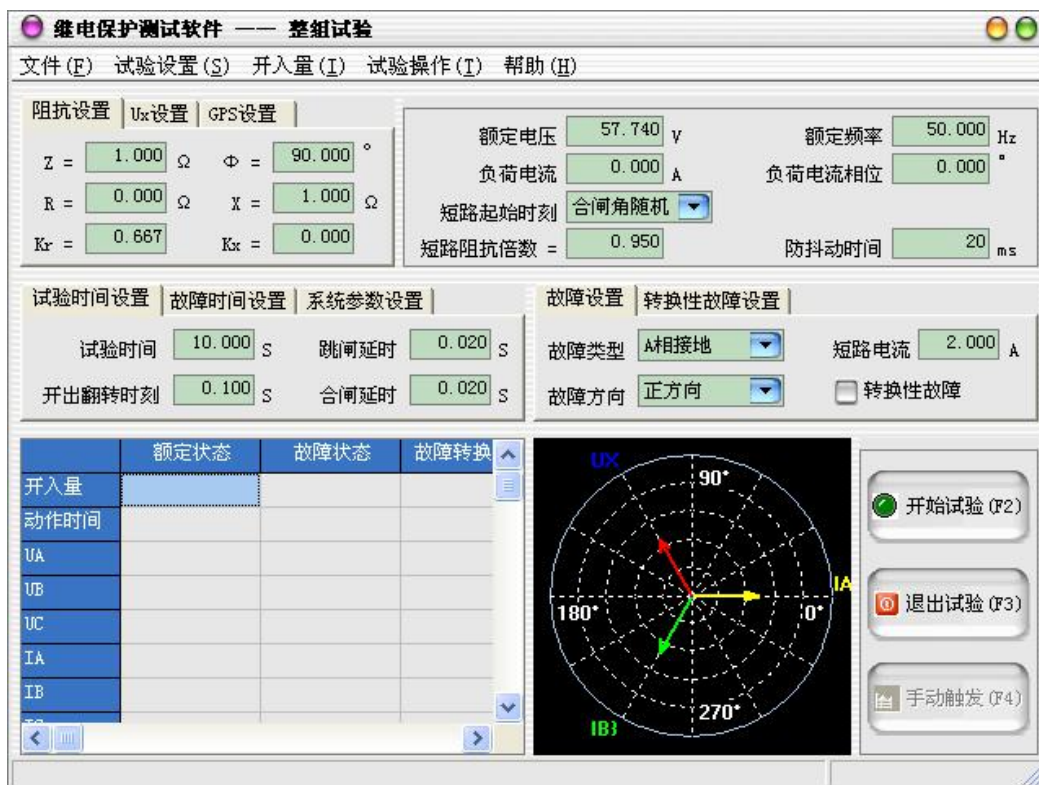 继电保护测试软件 —— 整组试验
文件(F) 试验设置(S) 开入量(I) 试验操作(T) 帮助(H)
阻抗设置 Ux设置 GPS设置
Z = 1.000 Ω Φ = 90.000 °
R = 0.000 Ω X = 1.000 Ω
Kr = 0.667 Kx = 0.000
额定电压 57.740 V 额定频率 50.000 Hz
负荷电流 0.000 A 负荷电流相位 0.000 °
短路起始时刻 合闸角随机
短路阻抗倍数 = 0.950 防抖动时间 20 ms
试验时间设置 故障时间设置 系统参数设置
试验时间 10.000 S 跳闸延时 0.020 S
开出翻转时刻 0.100 S 合闸延时 0.020 S
故障设置 转换性故障设置
故障类型 A相接地 短路电流 2.000 A
故障方向 正方向 转换性故障
额定状态 故障状态 故障转换
开入量
动作时间
UA
UB
UC
IA
IB
UX
90°
IA
180°
0°
270°
IB
开始试验(F2)
退出试验(F3)
手动触发(F4)